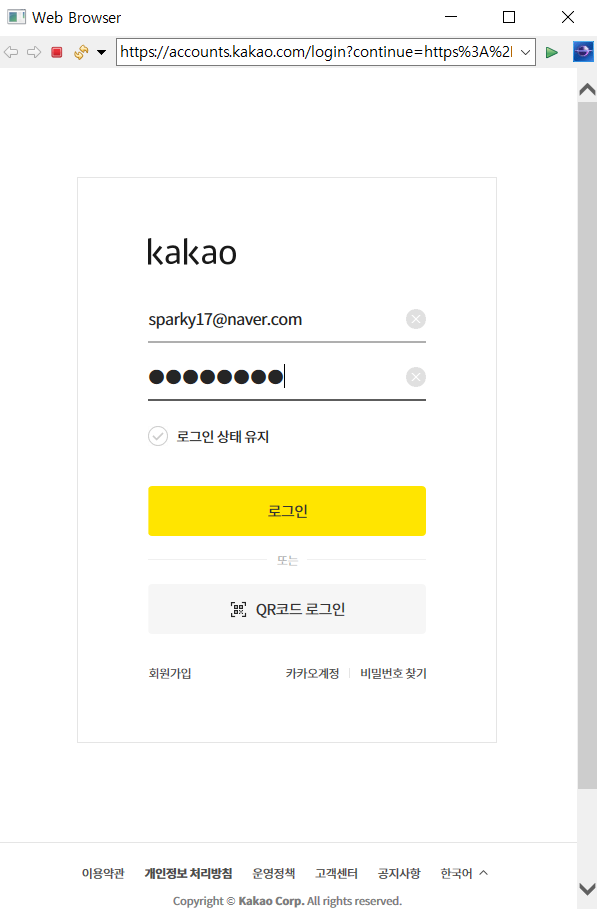 Web Browser
https://accounts.kakao.com/login?continue=https%3A%2
kakao
sparky17@naver.com
●●●●●●●●
로그인 상태 유지
로그인
또는
QR코드 로그인
회원가입 카카오계정 비밀번호 찾기
이용약관 개인정보 처리방침 운영정책 고객센터 공지사항 한국어
Copyright © Kakao Corp. All rights reserved.